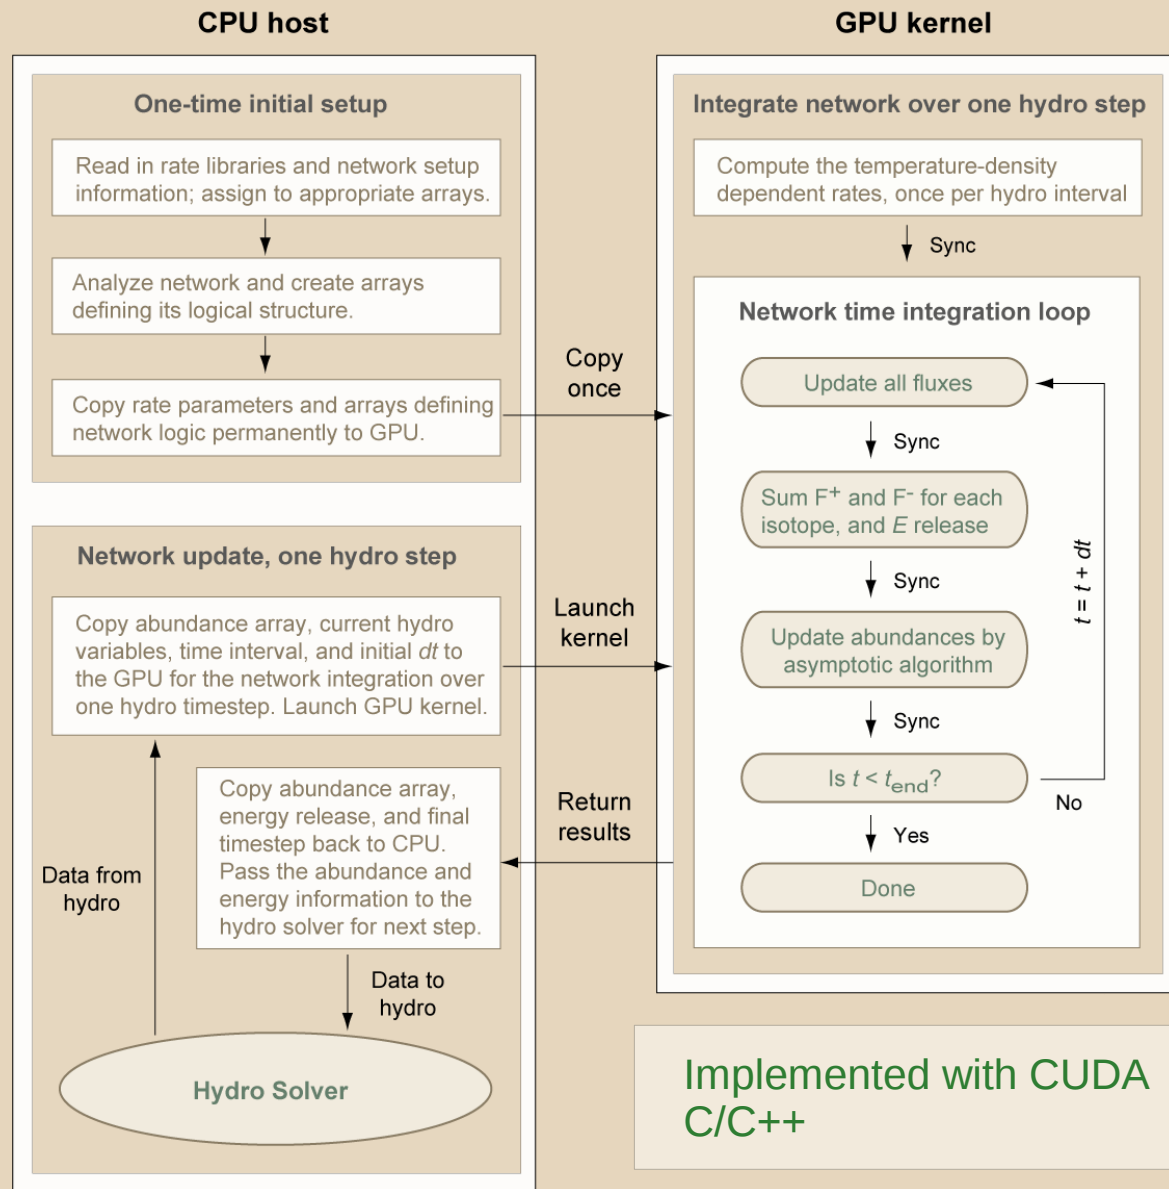 CPU host
One-time initial setup
Read in rate libraries and network setup
information; assign to appropriate arrays.
Analyze network and create arrays
defining its logical structure.
Copy rate parameters and arrays defining
network logic permanently to GPU.
Copy
once
Network update, one hydro step
Copy abundance array, current hydro
variables, time interval, and initial dt to
the GPU for the network integration over
one hydro timestep. Launch GPU kernel.
Launch
kernel
Copy abundance array,
energy release, and final
timestep back to CPU.
Pass the abundance and
energy information to the
hydro solver for next step.
Return
results
Data from
hydro
Data to
hydro
Hydro Solver
GPU kernel
Integrate network over one hydro step
Compute the temperature-density
dependent rates, once per hydro interval
Sync
Network time integration loop
Update all fluxes
Sync
Sum F+ and F- for each
isotope, and E release
Sync
Update abundances by
asymptotic algorithm
Sync
Is t < tend?
No
t = t + dt
Yes
Done
Implemented with CUDA
C/C++